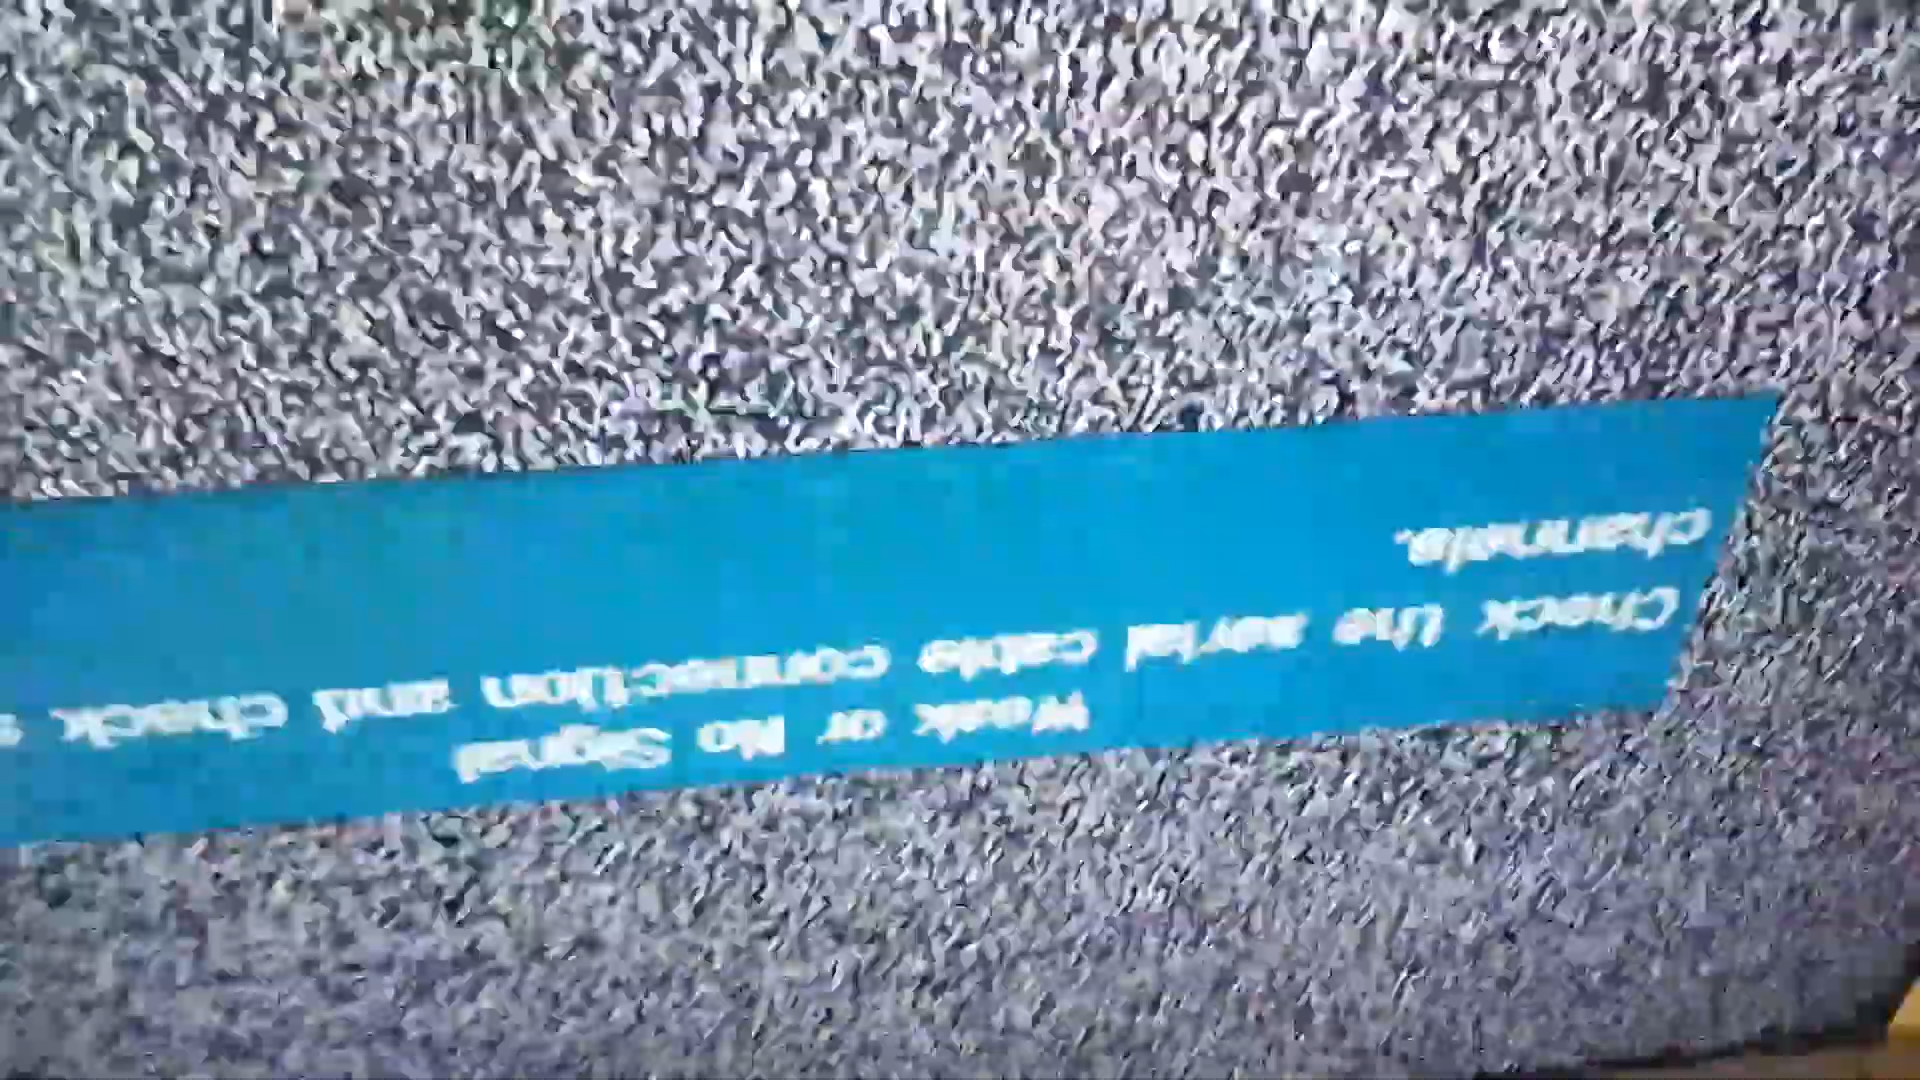 Weak or No Signal
Check the aerial cable connection and check
channels.